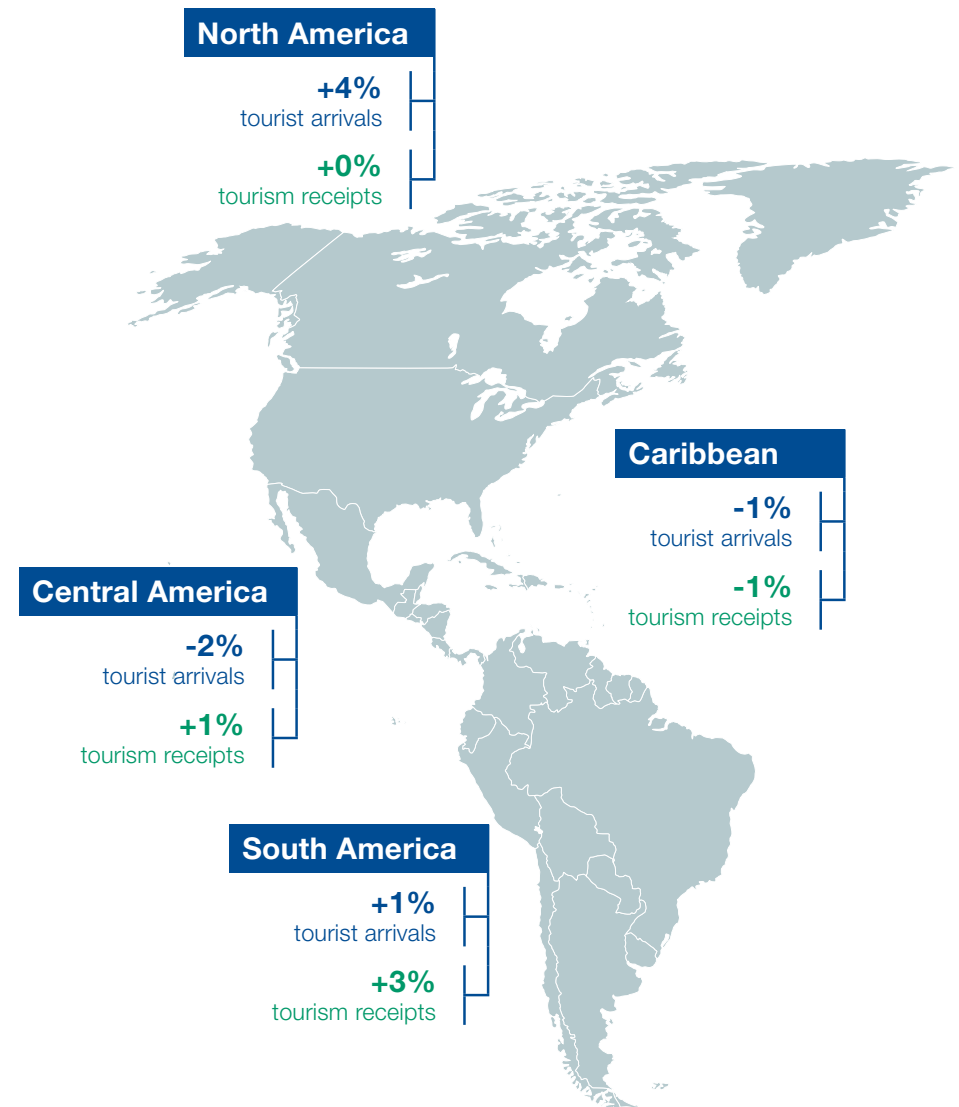 North America
+4%
tourist arrivals
+0%
tourism receipts
Caribbean
-1%
tourist arrivals
-1%
tourism receipts
Central America
-2%
tourist arrivals
+1%
tourism receipts
South America
+1%
tourist arrivals
+3%
tourism receipts